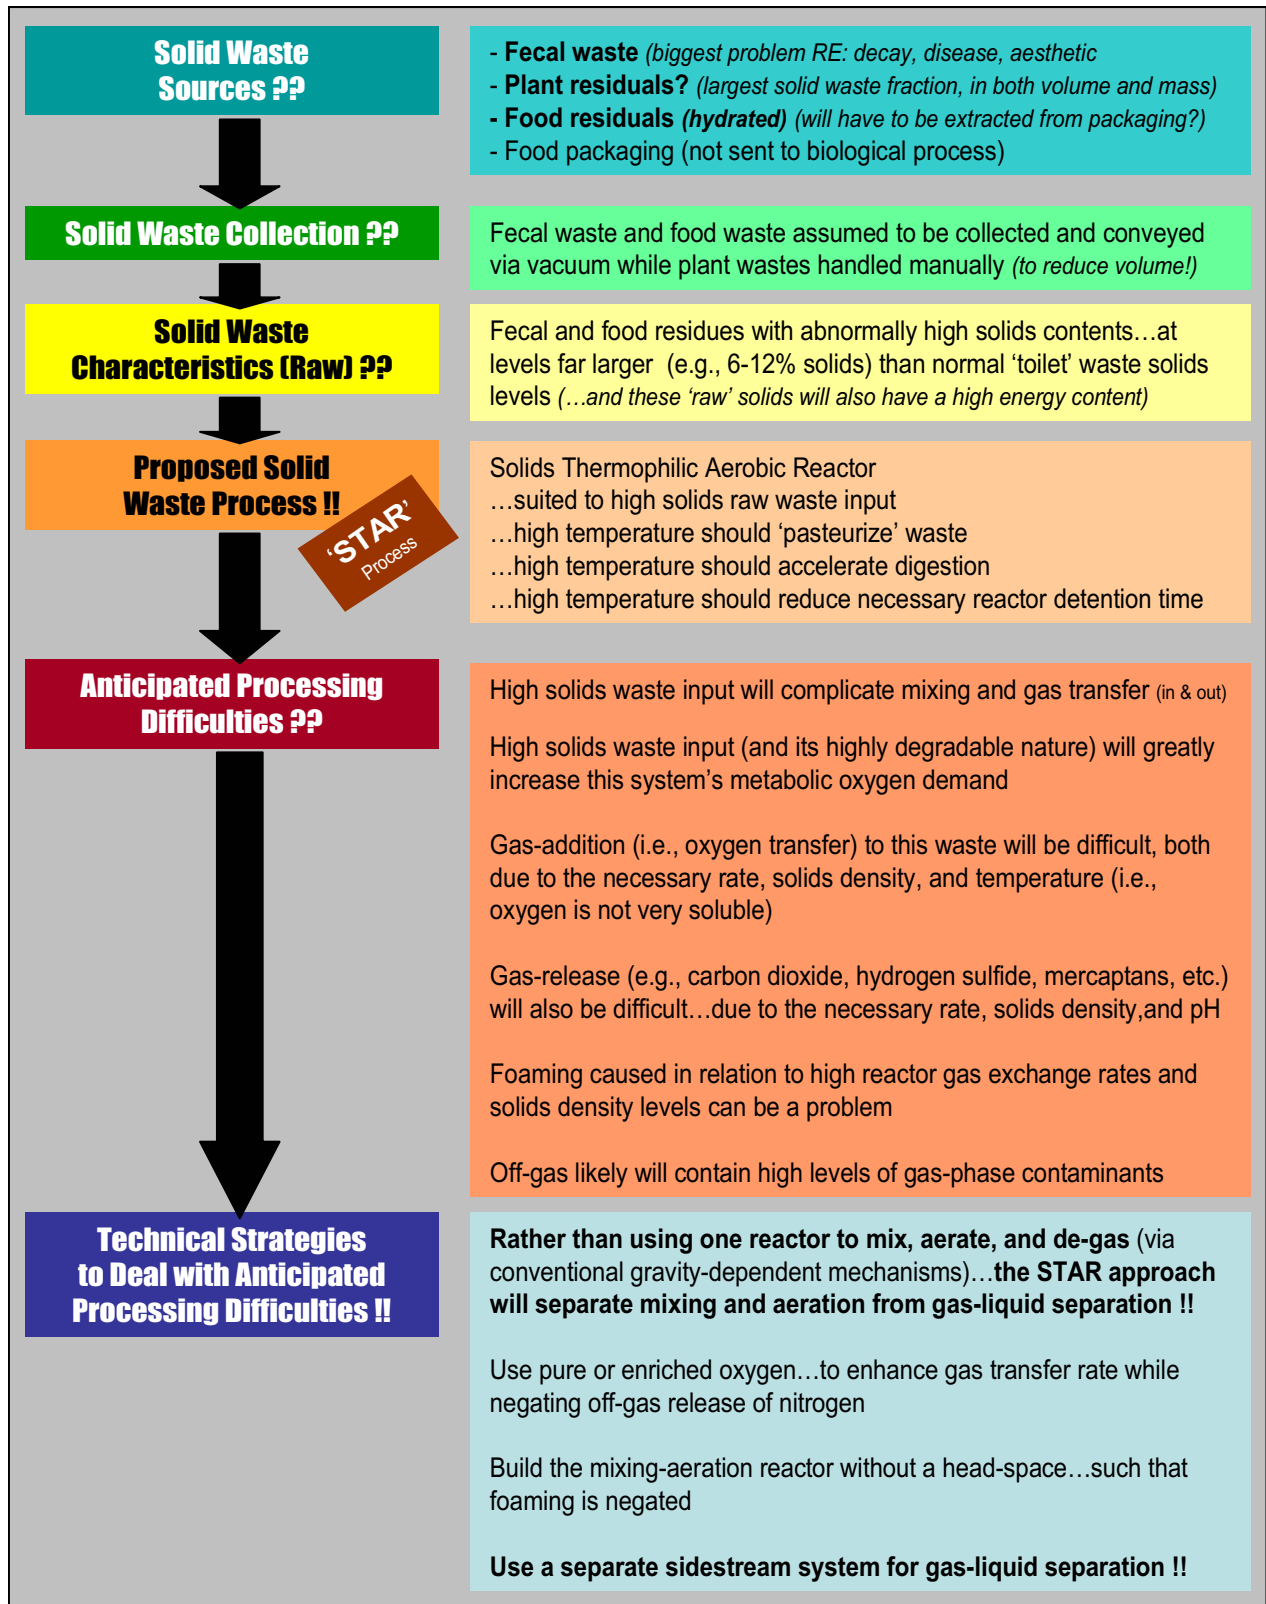 Solid Waste
Sources ??
- Fecal waste (biggest problem RE: decay, disease, aesthetic
- Plant residuals? (largest solid waste fraction, in both volume and mass)
- Food residuals (hydrated) (will have to be extracted from packaging?)
- Food packaging (not sent to biological process)
Solid Waste Collection ??
Fecal waste and food waste assumed to be collected and conveyed
via vacuum while plant wastes handled manually (to reduce volume!)
Solid Waste
Characteristics (Raw) ??
Fecal and food residues with abnormally high solids contents…at
levels far larger (e.g., 6-12% solids) than normal ‘toilet’ waste solids
levels (…and these ‘raw’ solids will also have a high energy content)
Proposed Solid
Waste Process !!
‘STAR’
Process
Solids Thermophilic Aerobic Reactor
…suited to high solids raw waste input
…high temperature should ‘pasteurize’ waste
…high temperature should accelerate digestion
…high temperature should reduce necessary reactor detention time
Anticipated Processing
Difficulties ??
High solids waste input will complicate mixing and gas transfer (in & out)
High solids waste input (and its highly degradable nature) will greatly
increase this system’s metabolic oxygen demand
Gas-addition (i.e., oxygen transfer) to this waste will be difficult, both
due to the necessary rate, solids density, and temperature (i.e.,
oxygen is not very soluble)
Gas-release (e.g., carbon dioxide, hydrogen sulfide, mercaptans, etc.)
will also be difficult…due to the necessary rate, solids density,and pH
Foaming caused in relation to high reactor gas exchange rates and
solids density levels can be a problem
Off-gas likely will contain high levels of gas-phase contaminants
Technical Strategies
to Deal with Anticipated
Processing Difficulties !!
Rather than using one reactor to mix, aerate, and de-gas (via
conventional gravity-dependent mechanisms)…the STAR approach
will separate mixing and aeration from gas-liquid separation !!
Use pure or enriched oxygen…to enhance gas transfer rate while
negating off-gas release of nitrogen
Build the mixing-aeration reactor without a head-space…such that
foaming is negated
Use a separate sidestream system for gas-liquid separation !!